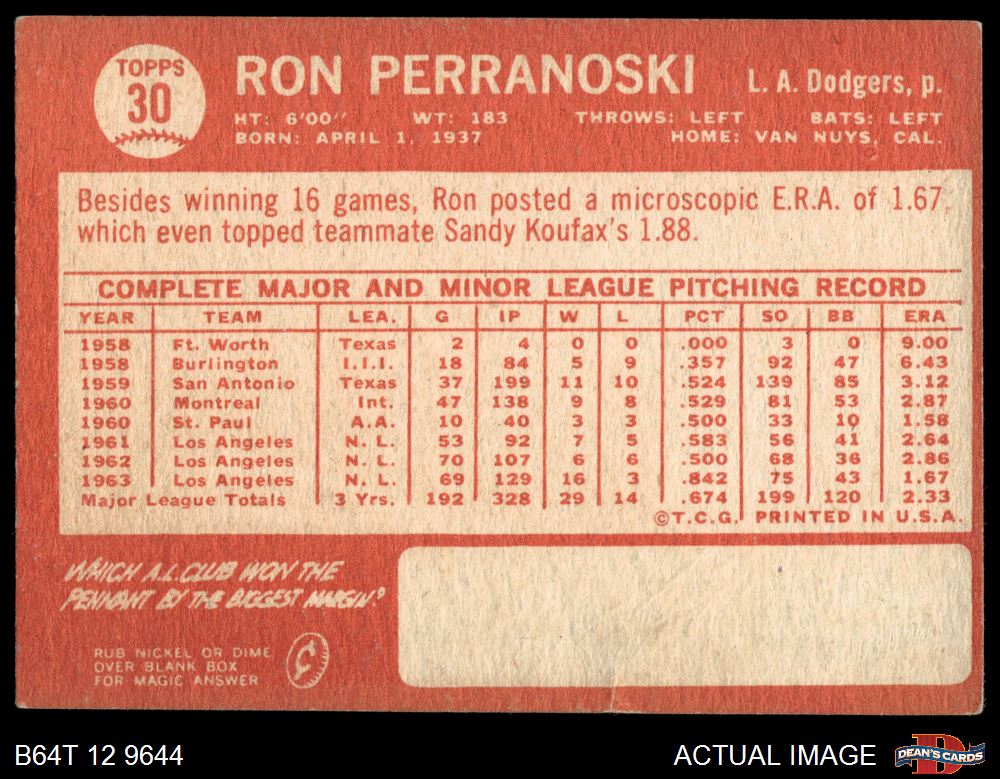 TOPPS
30
RON PERRANOSKI L. A. Dodgers, p.
HT: 6'00" WT: 183 THROWS: LEFT BATS: LEFT
BORN: APRIL 1, 1937 HOME: VAN NUYS, CAL.
Besides winning 16 games, Ron posted a microscopic E.R.A. of 1.67,
which even topped teammate Sandy Koufax's 1.88.
COMPLETE MAJOR AND MINOR LEAGUE PITCHING RECORD
YEAR TEAM LEA. G IP W L PCT SO BB ERA
1958 Ft. Worth Texas 2 4 0 0 .000 3 0 9.00
1958 Burlington I.I.I. 18 84 5 9 .357 92 47 6.43
1959 San Antonio Texas 37 199 11 10 .524 139 85 3.12
1960 Montreal Int. 47 138 9 8 .529 81 53 2.87
1960 St. Paul A.A. 10 40 3 3 .500 33 10 1.58
1961 Los Angeles N. L. 53 92 7 5 .583 56 41 2.64
1962 Los Angeles N. L. 70 107 6 6 .500 68 36 2.86
1963 Los Angeles N. L. 69 129 16 3 .842 75 43 1.67
Major League Totals 3 Yrs. 192 328 29 14 .674 199 120 2.33
©T.C.G. PRINTED IN U.S.A.
WHICH A.L. CLUB WON THE
PENNANT BY THE BIGGEST MARGIN?
RUB NICKEL OR DIME
OVER BLANK BOX
FOR MAGIC ANSWER
¢
B64T 12 9644 ACTUAL IMAGE DEAN'S CARDS